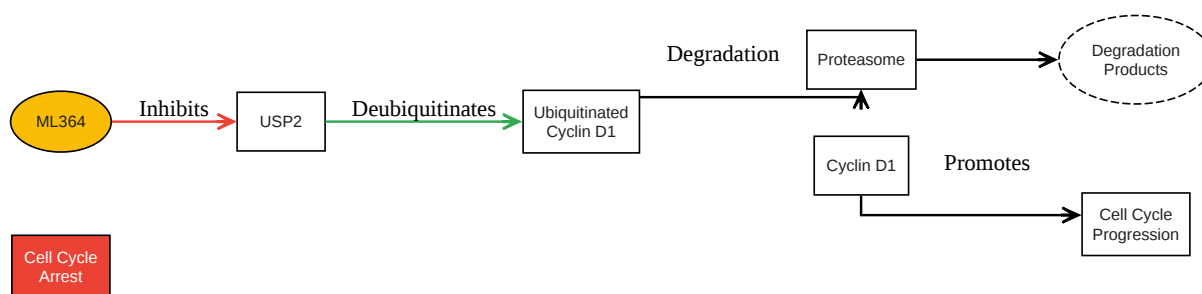 ML364
Inhibits
USP2
Deubiquitinates
Ubiquitinated
Cyclin D1
Degradation
Proteasome
Degradation
Products
Cyclin D1
Promotes
Cell Cycle
Progression
Cell Cycle
Arrest